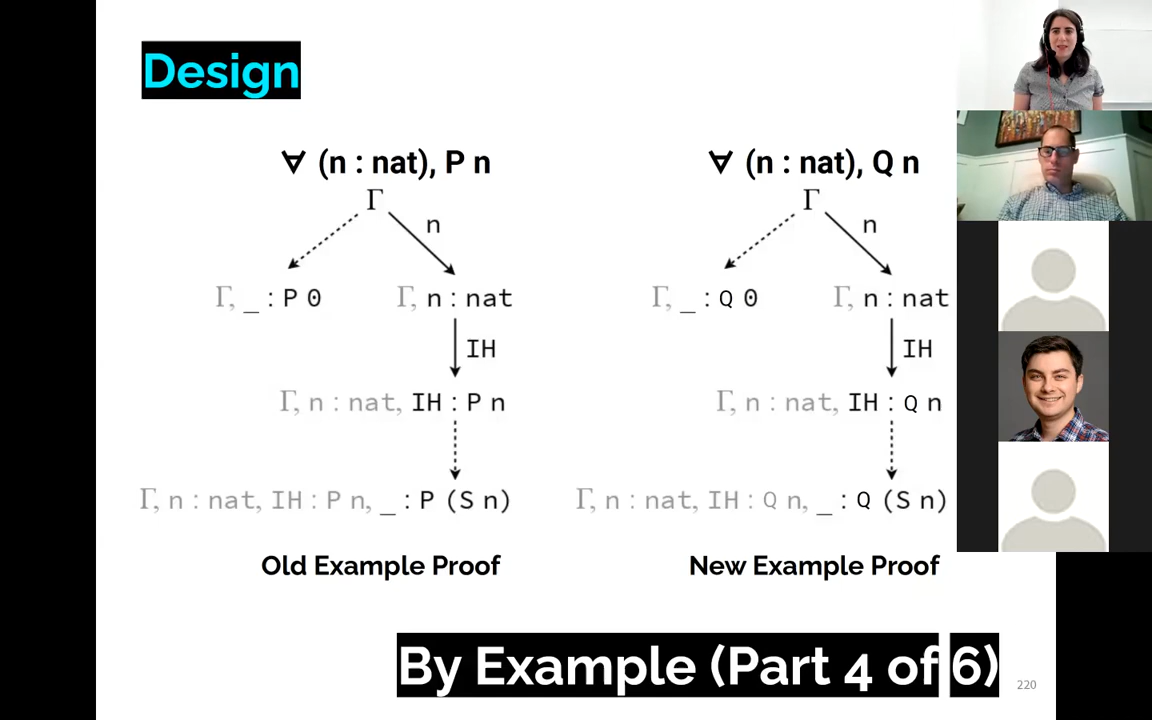 Design
∀ (n : nat), P n
∀ (n : nat), Q n
Γ
Γ
n
n
Γ, _ : P 0
Γ, n : nat
Γ, _ : Q 0
Γ, n : nat
IH
IH
Γ, n : nat, IH : P n
Γ, n : nat, IH : Q n
Γ, n : nat, IH : P n, _ : P (S n)
Γ, n : nat, IH : Q n, _ : Q (S n)
Old Example Proof
New Example Proof
By Example (Part 4 of 6)
220